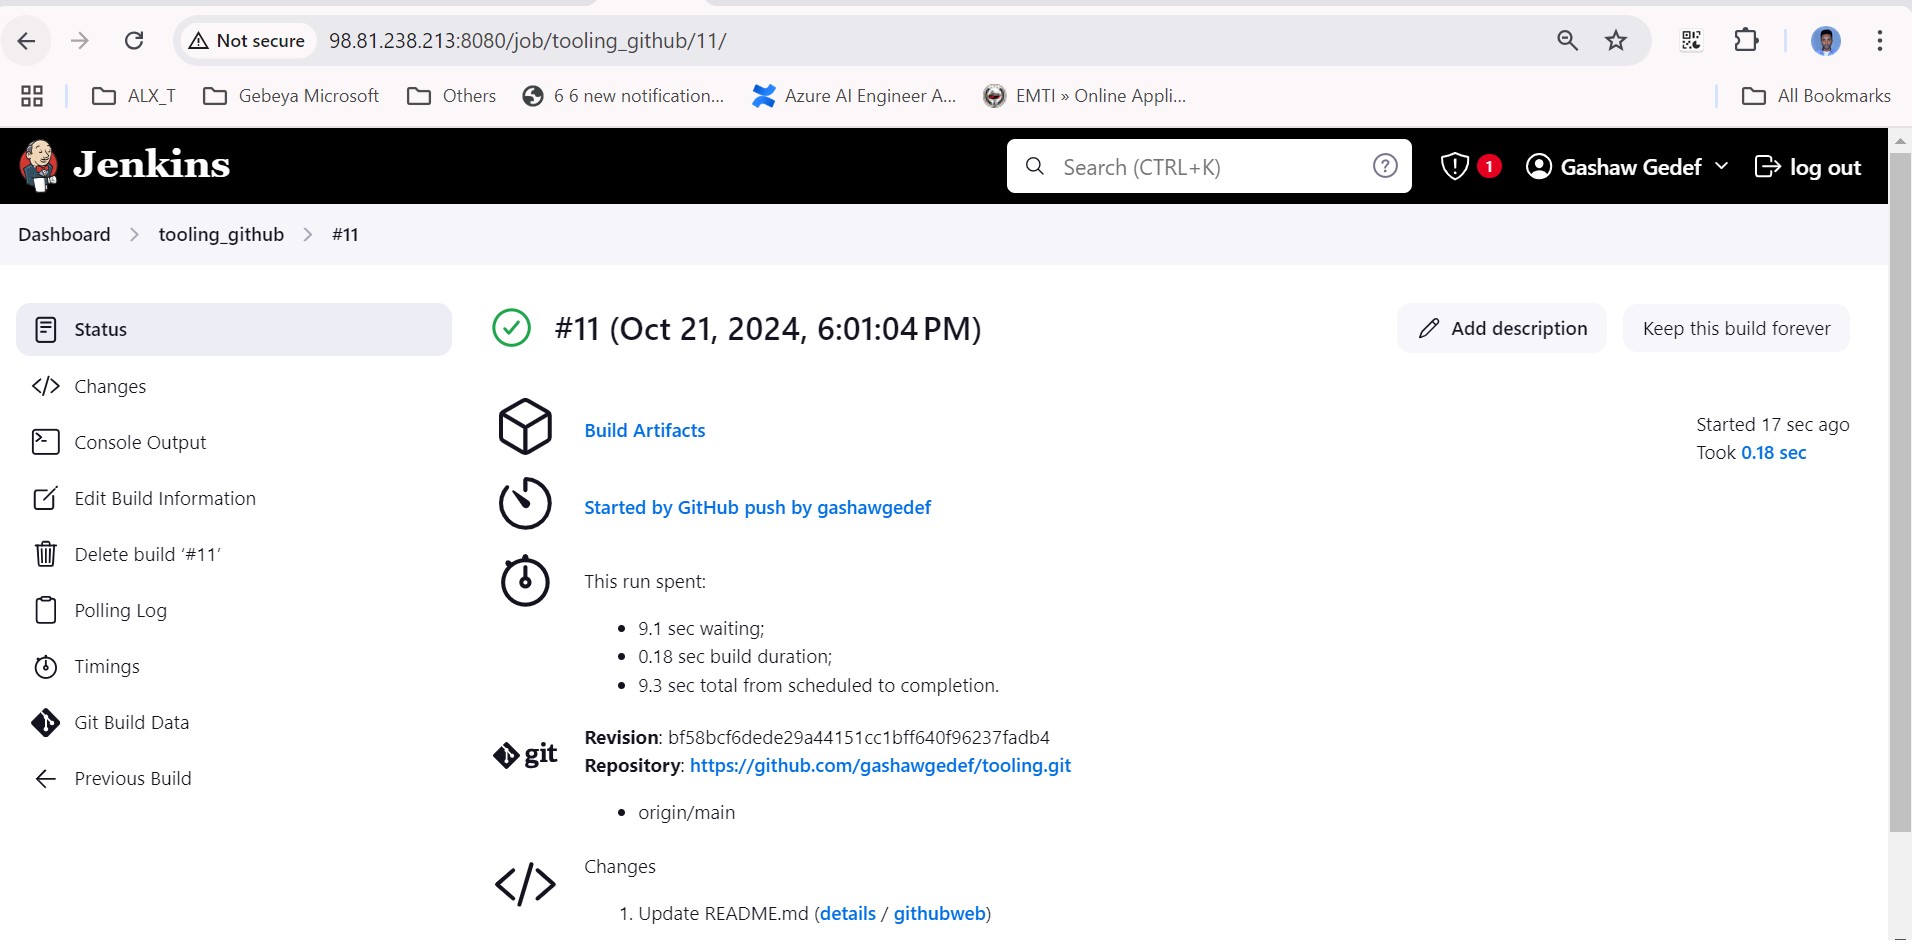 Not secure 98.81.238.213:8080/job/tooling_github/11/
ALX_T Gebeya Microsoft Others 6 6 new notification... Azure AI Engineer A... EMTI » Online Appli... All Bookmarks
Jenkins Search (CTRL+K) ? 1 Gashaw Gedef log out
Dashboard tooling_github #11
Status
Changes
Console Output
Edit Build Information
Delete build ‘#11’
Polling Log
Timings
Git Build Data
Previous Build
#11 (Oct 21, 2024, 6:01:04 PM)
Add description Keep this build forever
Build Artifacts
Started 17 sec ago
Took 0.18 sec
Started by GitHub push by gashawgedef
This run spent:
• 9.1 sec waiting;
• 0.18 sec build duration;
• 9.3 sec total from scheduled to completion.
git
Revision: bf58bcf6dede29a44151cc1bff640f96237fadb4
Repository: https://github.com/gashawgedef/tooling.git
• origin/main
Changes
1. Update README.md (details / githubweb)